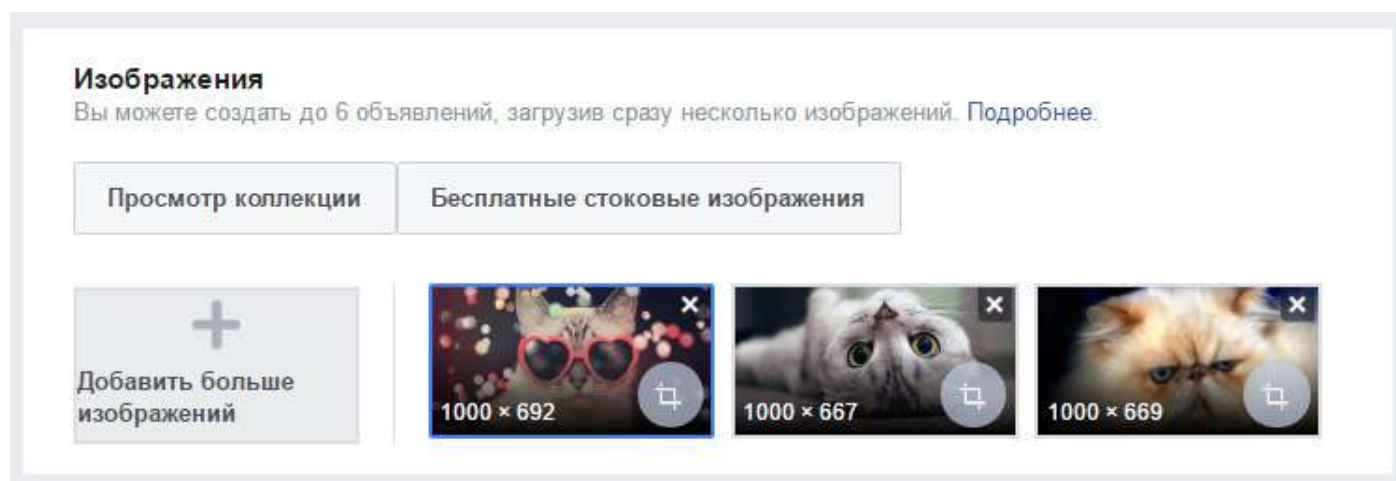 Изображения
Вы можете создать до 6 объявлений, загрузив сразу несколько изображений. Подробнее.
Просмотр коллекции
Бесплатные стоковые изображения
Добавить больше
изображений
1000 × 692
1000 × 667
1000 × 669